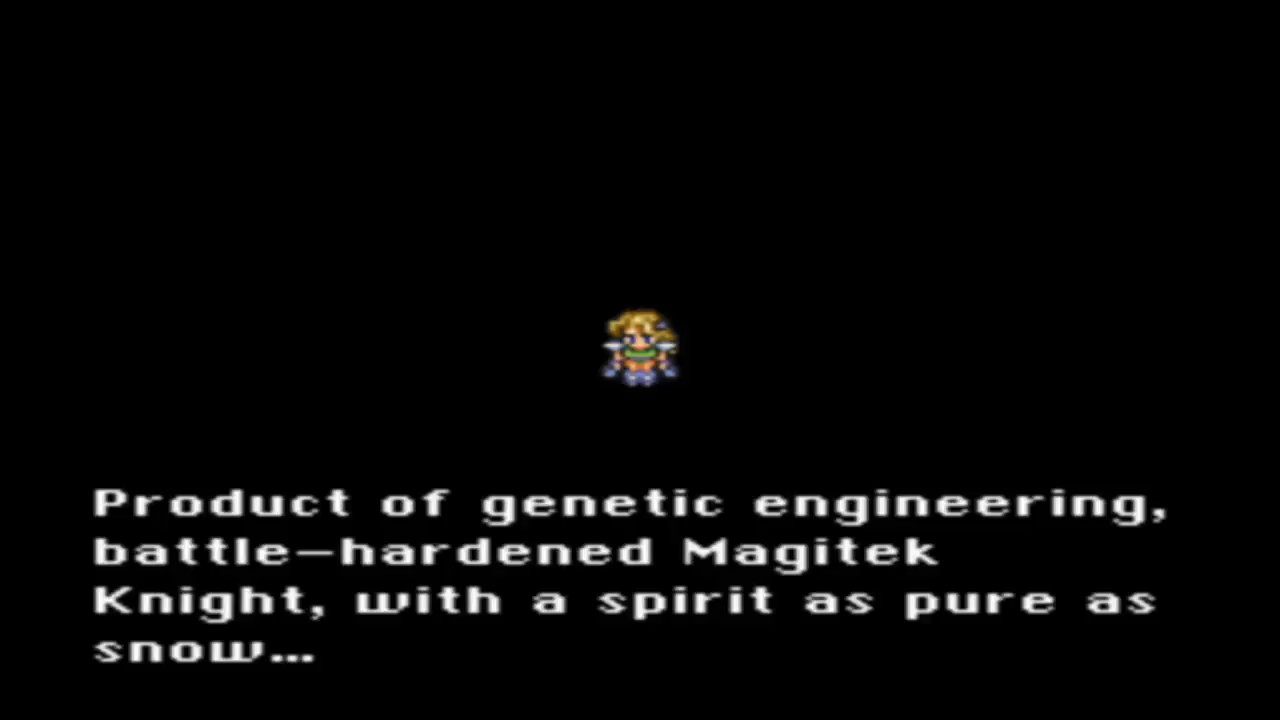 Product of genetic engineering,
battle-hardened Magitek
Knight, with a spirit as pure as
snow...